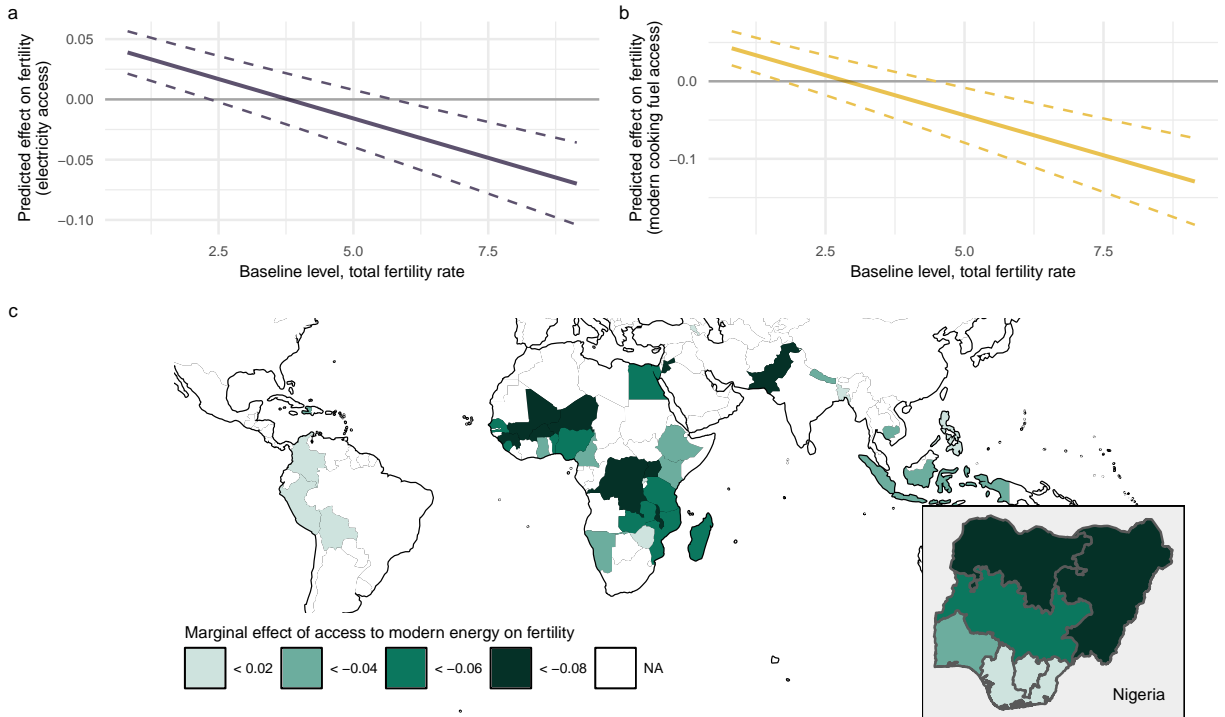 a
Predicted effect on fertility
(electricity access)
0.05
0.00
−0.05
−0.10
2.5
5.0
7.5
Baseline level, total fertility rate
b
Predicted effect on fertility
(modern cooking fuel access)
0.0
−0.1
2.5
5.0
7.5
Baseline level, total fertility rate
c
Marginal effect of access to modern energy on fertility
< 0.02
< −0.04
< −0.06
< −0.08
NA
Nigeria